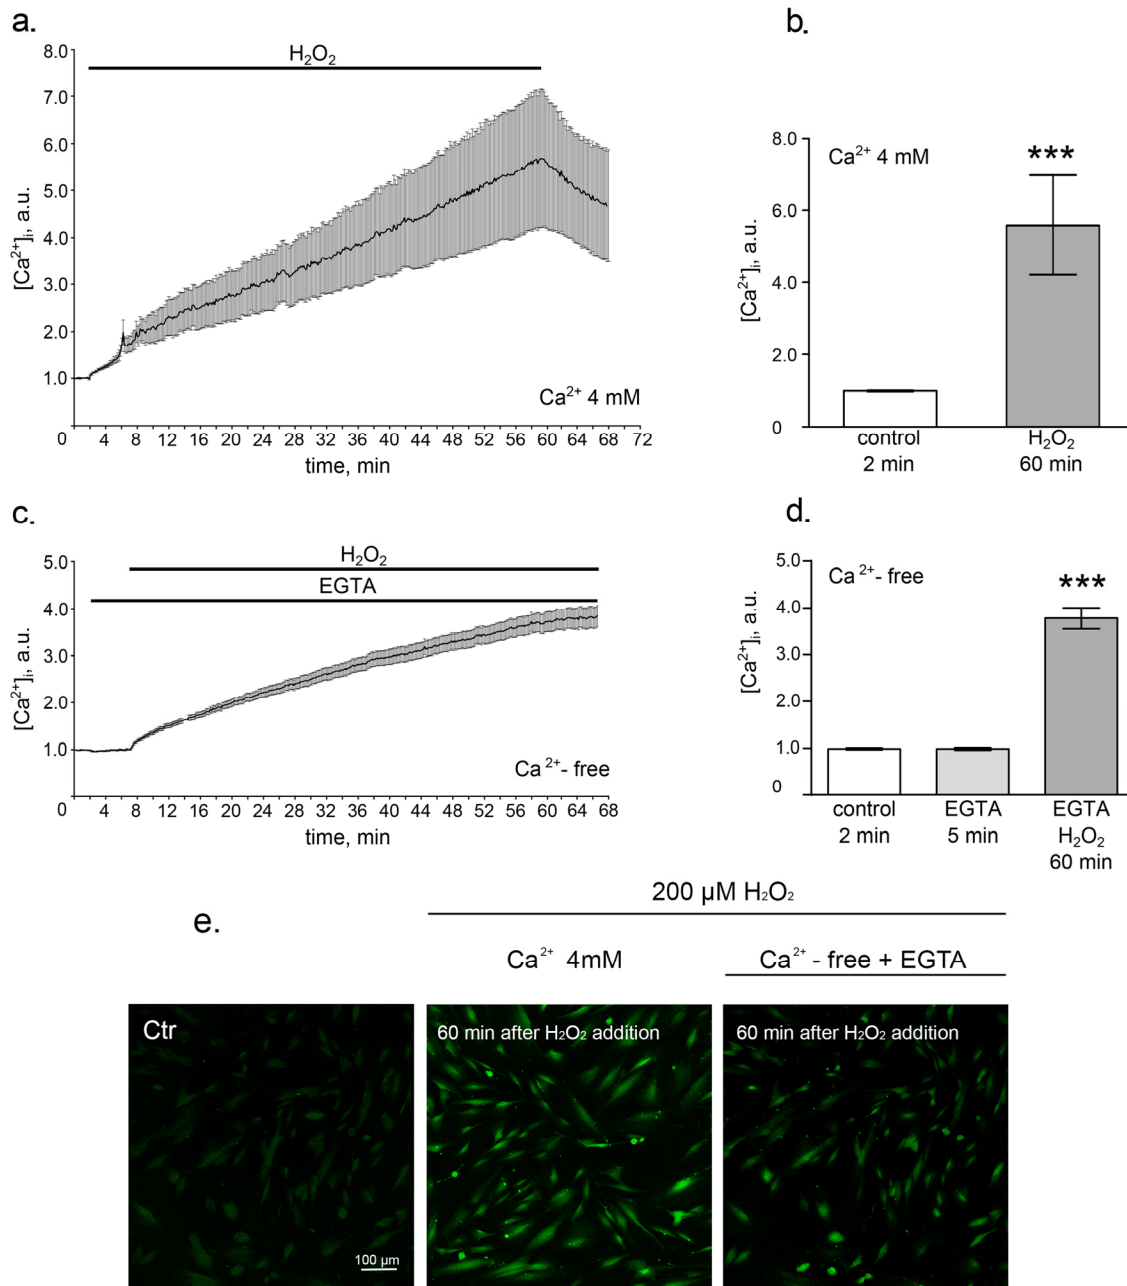 a.
H₂O₂
8.0
7.0
6.0
5.0
4.0
3.0
2.0
1.0
[Ca²⁺]ᵢ, a.u.
Ca²⁺ 4 mM
0 4 8 12 16 20 24 28 32 36 40 44 48 52 56 60 64 68 72
time, min
b.
8.0
6.0
4.0
2.0
0
[Ca²⁺]ᵢ, a.u.
Ca²⁺ 4 mM
***
control H₂O₂
2 min 60 min
c.
H₂O₂
EGTA
5.0
4.0
3.0
2.0
1.0
[Ca²⁺]ᵢ, a.u.
Ca²⁺- free
0 4 8 12 16 20 24 28 32 36 40 44 48 52 56 60 64 68
time, min
d.
5.0
4.0
3.0
2.0
1.0
0
[Ca²⁺]ᵢ, a.u.
Ca²⁺- free
***
control EGTA EGTA
2 min 5 min H₂O₂
60 min
e.
200 µM H₂O₂
Ca²⁺ 4mM Ca²⁺ - free + EGTA
Ctr
60 min after H₂O₂ addition
60 min after H₂O₂ addition
100 µm